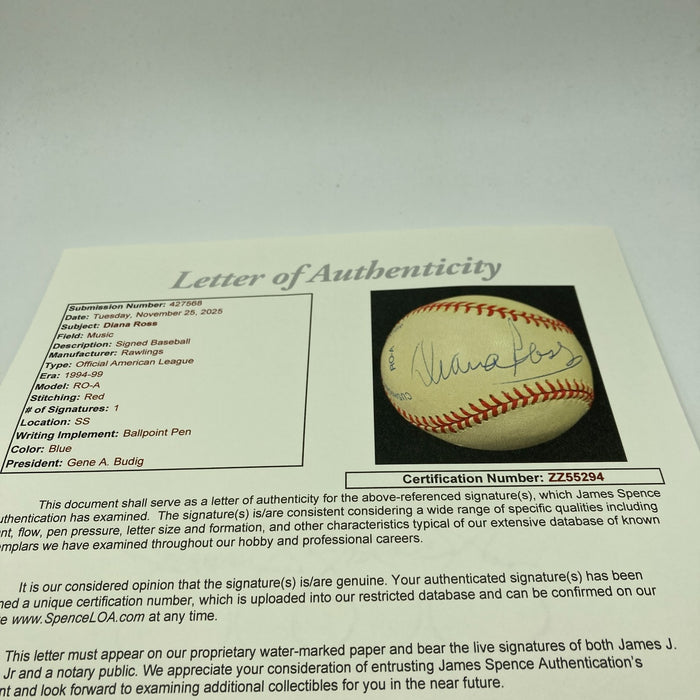 Letter of Authenticity
Submission Number: 427568
Date: Tuesday, November 25, 2025
Subject: Diana Ross
Field: Music
Description: Signed Baseball
Manufacturer: Rawlings
Type: Official American League
Era: 1994-99
Model: RO-A
Stitching: Red
# of Signatures: 1
Location: SS
Writing Implement: Ballpoint Pen
Color: Blue
President: Gene A. Budig
RO-A
Diana Ross
Certification Number: ZZ55294
This document shall serve as a letter of authenticity for the above-referenced signature(s), which James Spence
uthentication has examined. The signature(s) is/are consistent considering a wide range of specific qualities including
nt, flow, pen pressure, letter size and formation, and other characteristics typical of our extensive database of known
emplars we have examined throughout our hobby and professional careers.
It is our considered opinion that the signature(s) is/are genuine. Your authenticated signature(s) has been
ned a unique certification number, which is uploaded into our restricted database and can be confirmed on our
e www.SpenceLOA.com at any time.
This letter must appear on our proprietary water-marked paper and bear the live signatures of both James J.
Jr and a notary public. We appreciate your consideration of entrusting James Spence Authentication's
nt and look forward to examining additional collectibles for you in the near future.